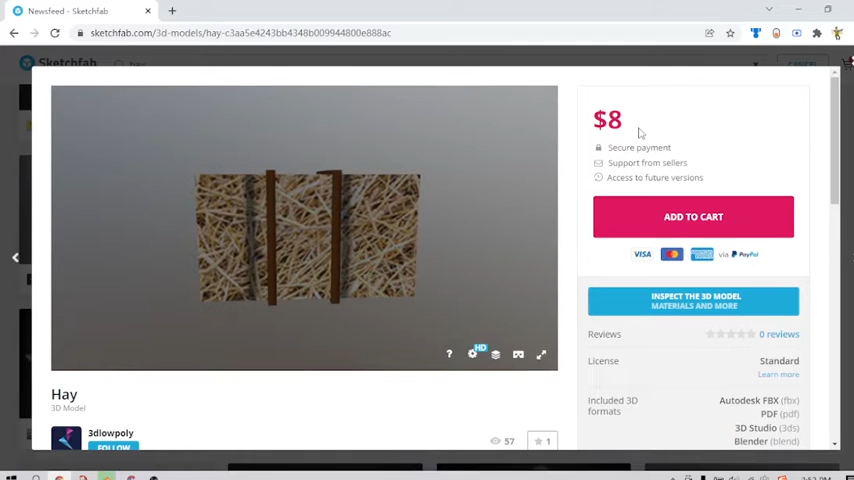 Newsfeed - Sketchfab
sketchfab.com/3d-models/hay-c3aa5e4243bb4348b009944800e888ac
Sketchfab
$8
Secure payment
Support from sellers
Access to future versions
ADD TO CART
VISA
via PayPal
INSPECT THE 3D MODEL
MATERIALS AND MORE
? HD
Reviews 0 reviews
License Standard
Learn more
Included 3D formats
Autodesk FBX (fbx)
PDF (pdf)
3D Studio (3ds)
Blender (blend)
Hay
3D Model
3dlowpoly
FOLLOW
57
1